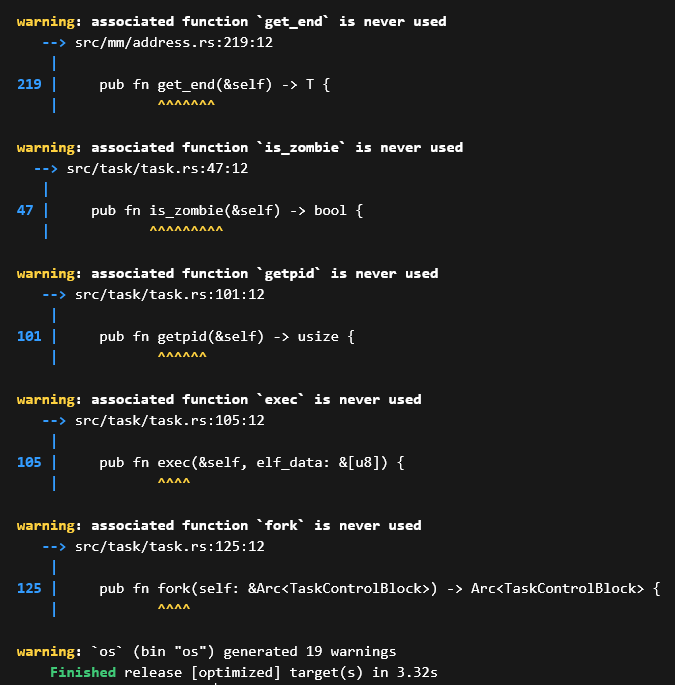 warning: associated function `get_end` is never used
--> src/mm/address.rs:219:12
|
219 | pub fn get_end(&self) -> T {
| ^^^^^^^
warning: associated function `is_zombie` is never used
--> src/task/task.rs:47:12
|
47 | pub fn is_zombie(&self) -> bool {
| ^^^^^^^^^
warning: associated function `getpid` is never used
--> src/task/task.rs:101:12
|
101 | pub fn getpid(&self) -> usize {
| ^^^^^^
warning: associated function `exec` is never used
--> src/task/task.rs:105:12
|
105 | pub fn exec(&self, elf_data: &[u8]) {
| ^^^^
warning: associated function `fork` is never used
--> src/task/task.rs:125:12
|
125 | pub fn fork(self: &Arc<TaskControlBlock>) -> Arc<TaskControlBlock> {
| ^^^^
warning: `os` (bin "os") generated 19 warnings
Finished release [optimized] target(s) in 3.32s